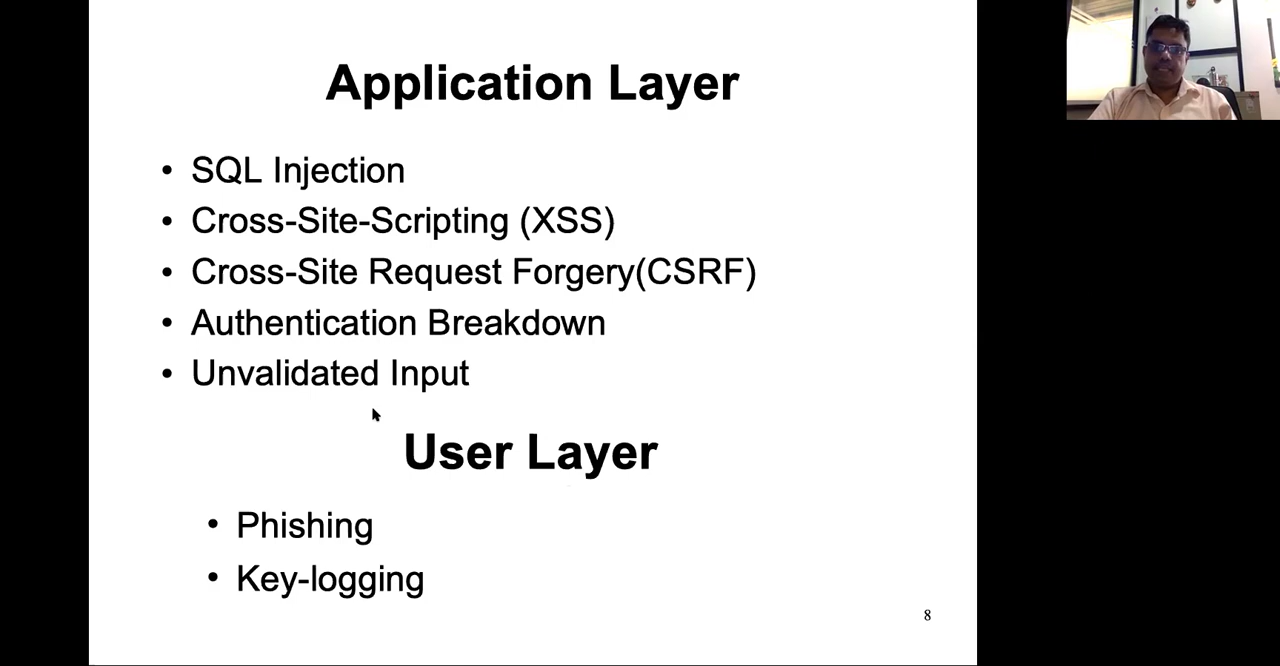 Application Layer
• SQL Injection
• Cross-Site-Scripting (XSS)
• Cross-Site Request Forgery(CSRF)
• Authentication Breakdown
• Unvalidated Input
User Layer
• Phishing
• Key-logging
8